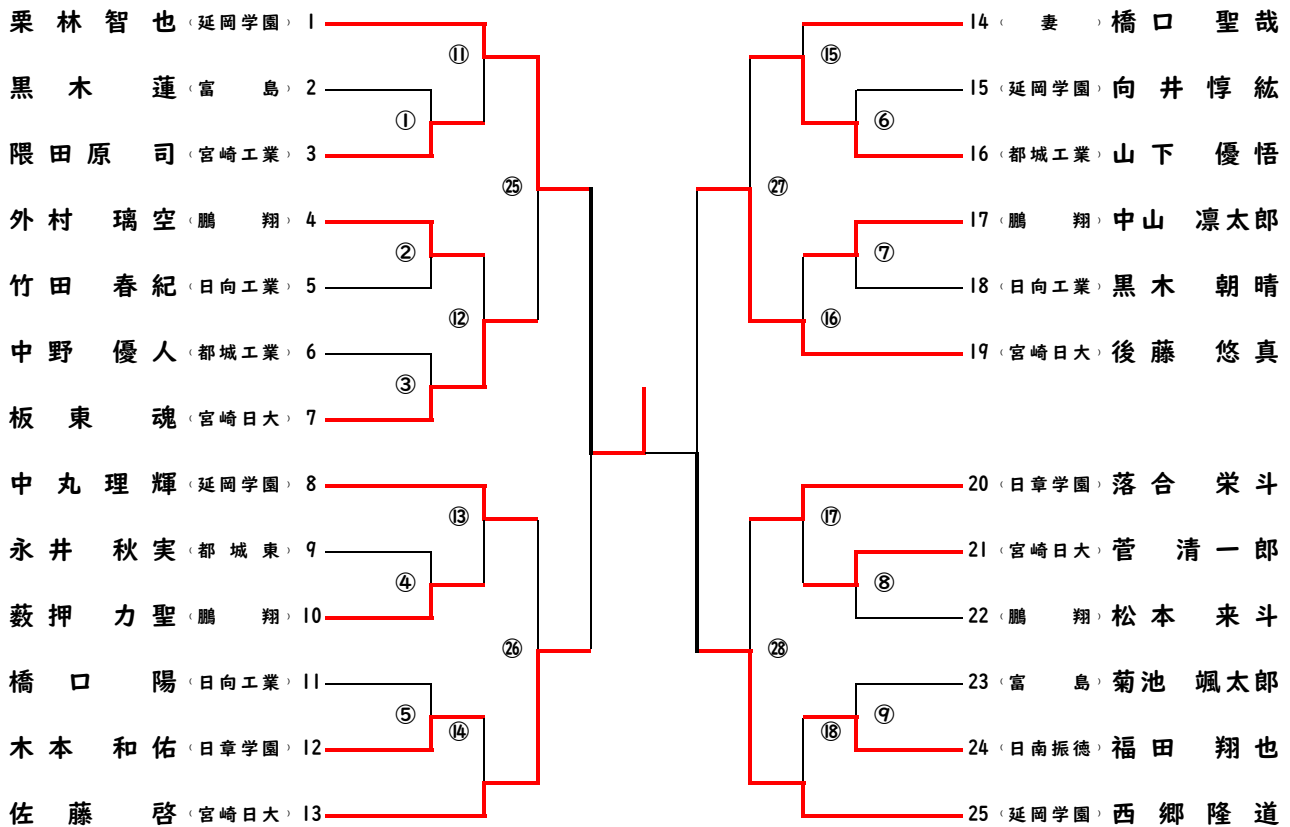 栗林智也（延岡学園）1
⑪
黒木 蓮（富島）2
①
隈田原 司（宮崎工業）3
㉕
外村 璃空（鵬翔）4
②
竹田 春紀（日向工業）5
⑫
中野 優人（都城工業）6
③
板東 魂（宮崎日大）7
中丸理輝（延岡学園）8
⑬
永井 秋実（都城東）9
④
薮押 力聖（鵬翔）10
㉖
橋口 陽（日向工業）11
⑤
⑭
木本 和佑（日章学園）12
佐藤 啓（宮崎日大）13
14（妻）橋口 聖哉
⑮
15（延岡学園）向井惇紘
⑥
16（都城工業）山下 優悟
㉗
17（鵬翔）中山 凛太郎
⑦
18（日向工業）黒木 朝晴
⑯
19（宮崎日大）後藤 悠真
20（日章学園）落合 栄斗
⑰
21（宮崎日大）菅 清一郎
⑧
22（鵬翔）松本 来斗
㉘
23（富島）菊池 颯太郎
⑨
⑱
24（日南振徳）福田 翔也
25（延岡学園）西郷隆道